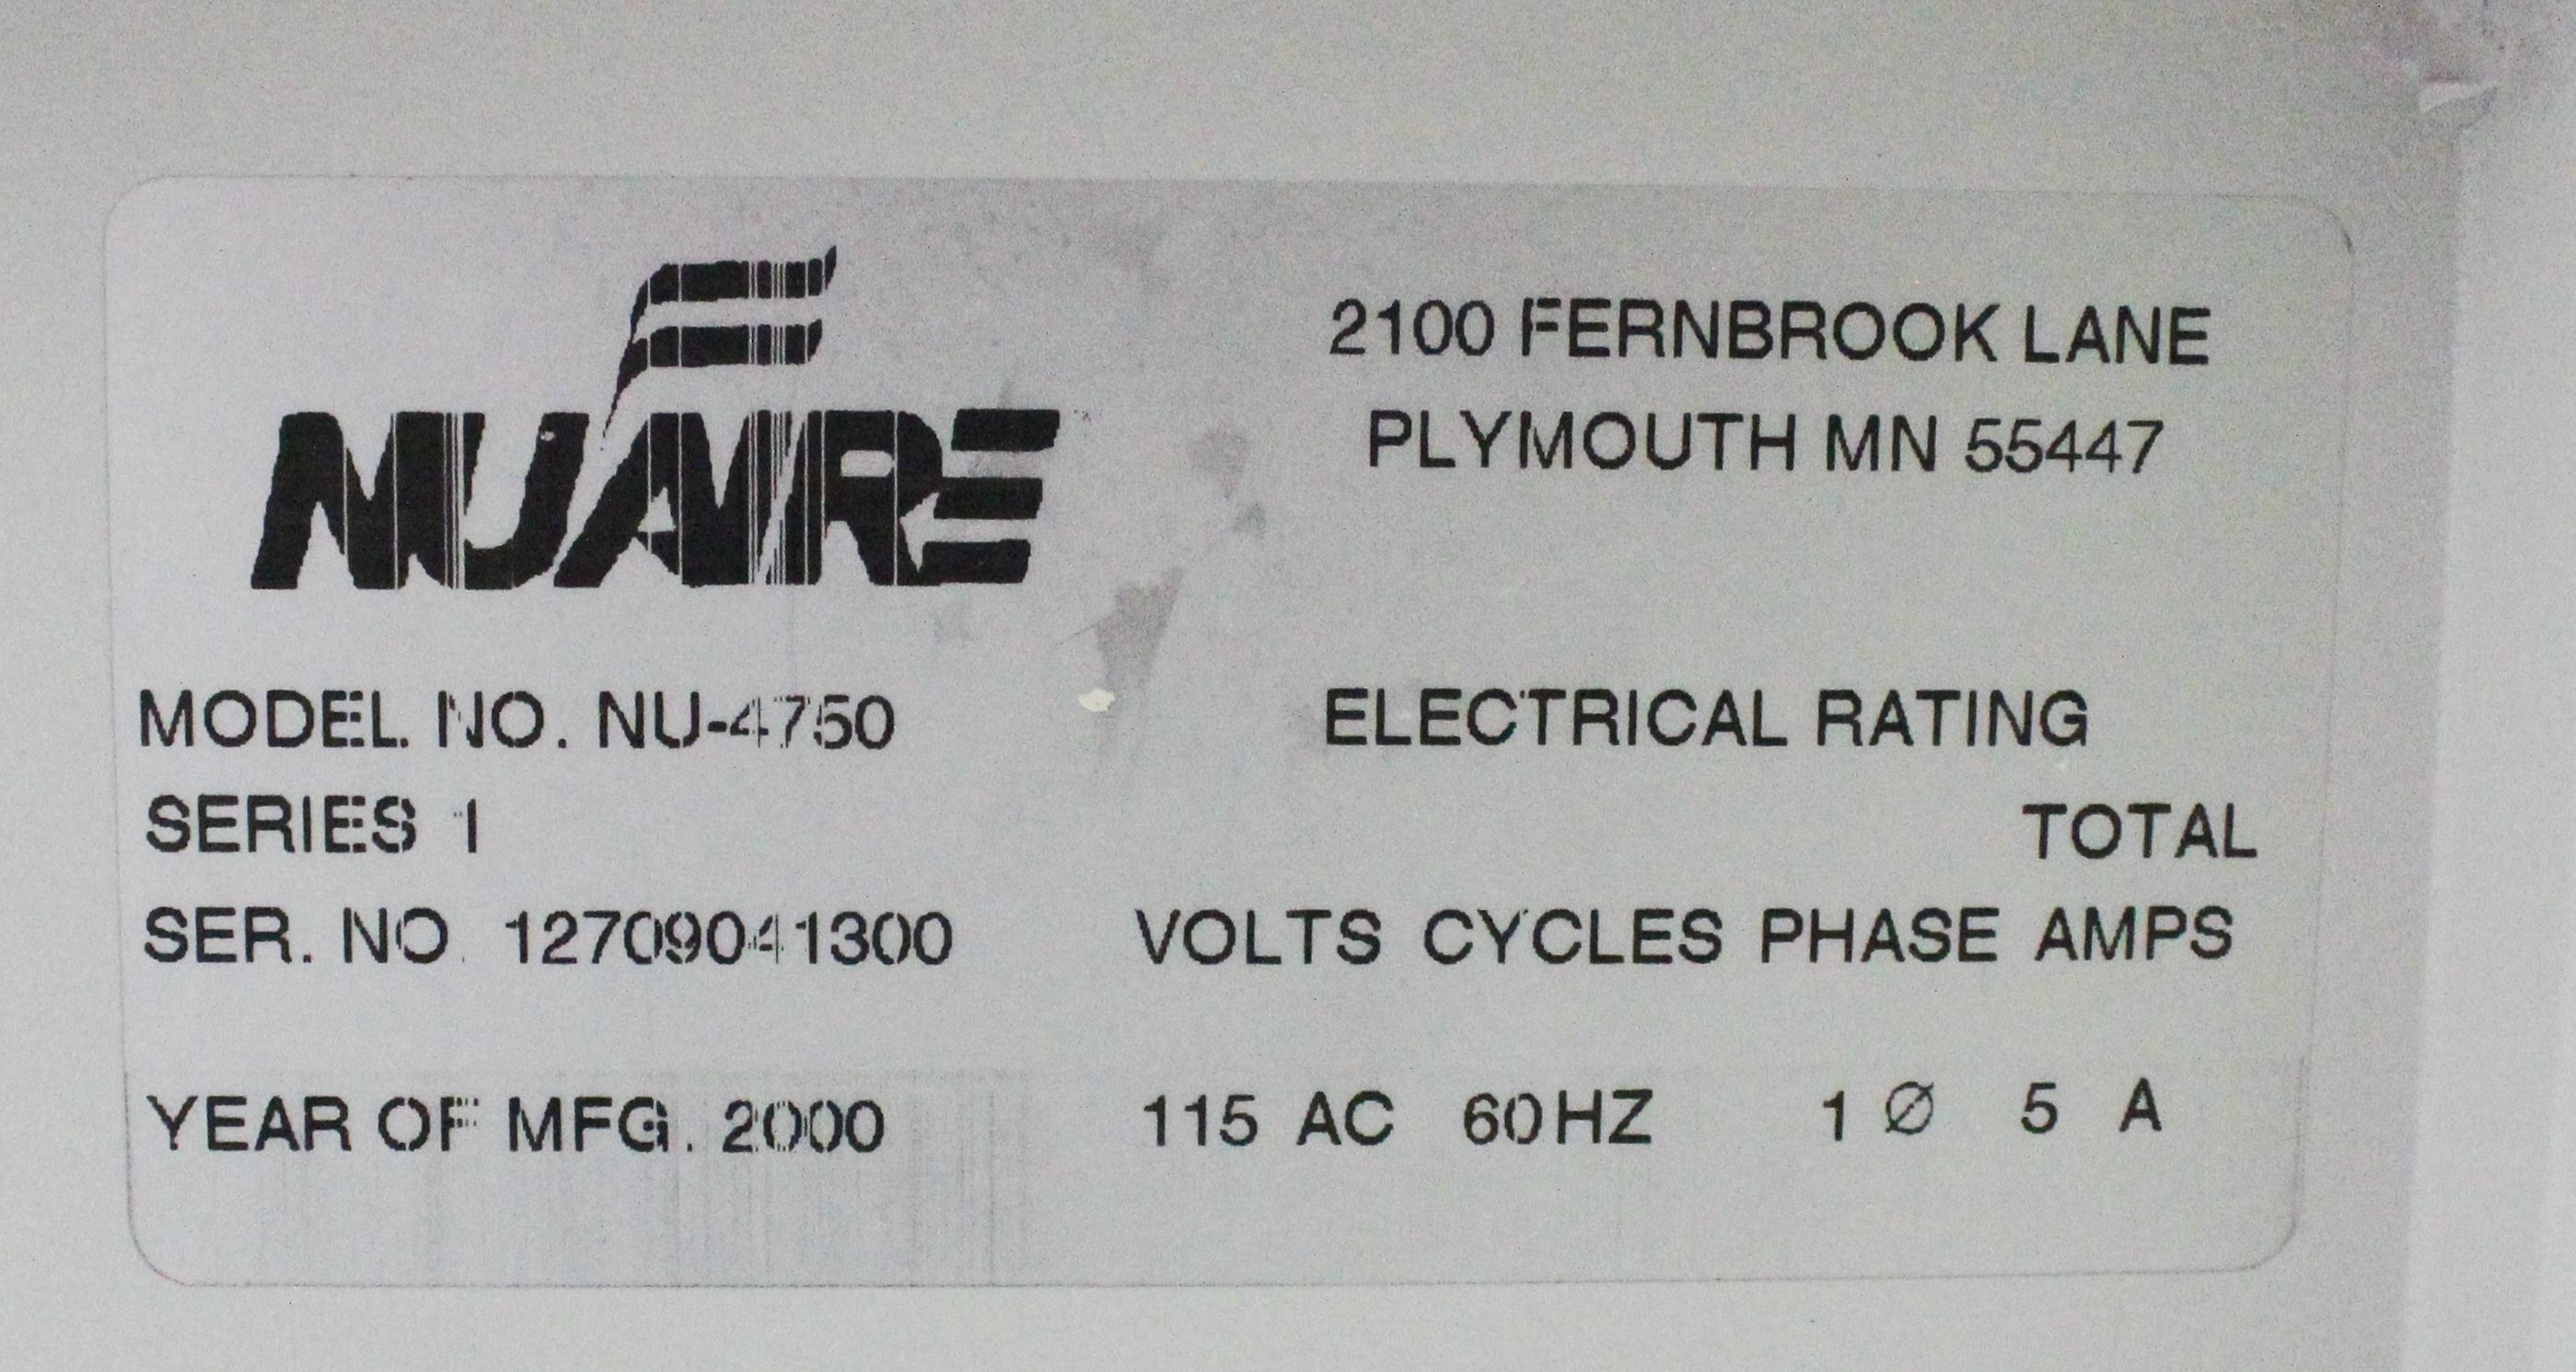 NUAIRE
2100 FERNBROOK LANE
PLYMOUTH MN 55447
MODEL NO. NU-4750
SERIES 1
SER. NO. 12709041300
YEAR OF MFG. 2000
ELECTRICAL RATING
TOTAL
VOLTS CYCLES PHASE AMPS
115 AC 60HZ 1 Ø 5 A